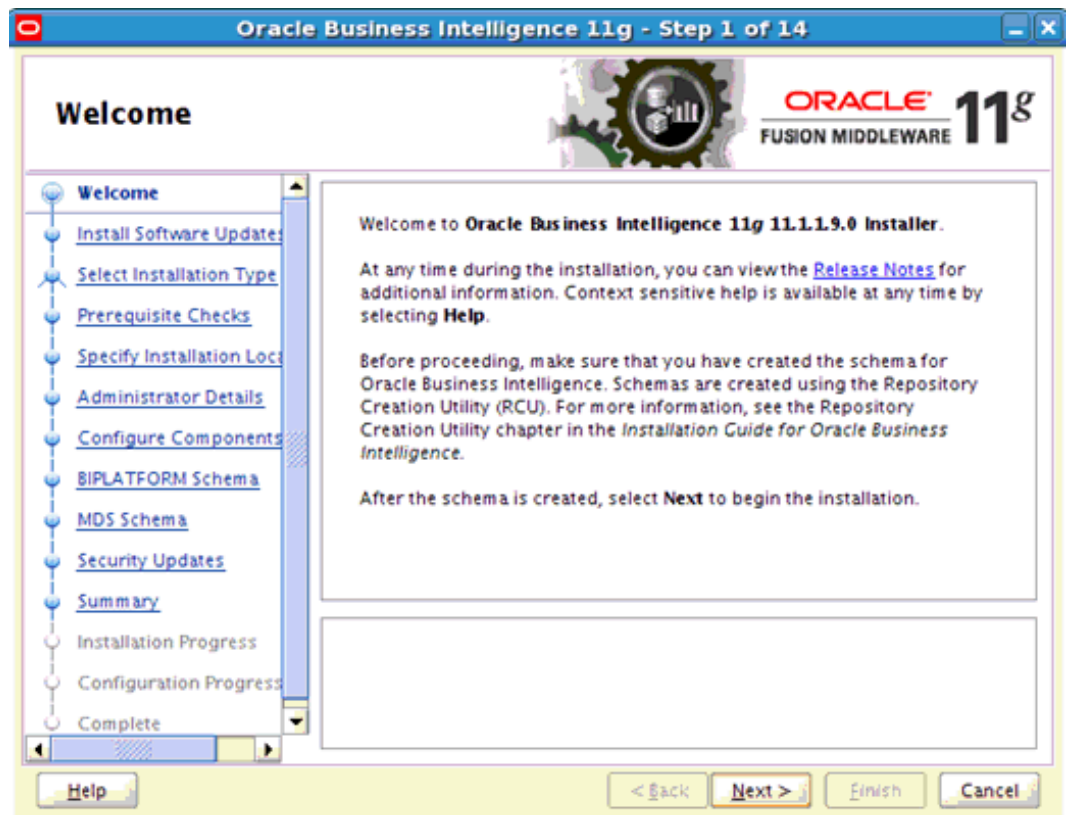 Oracle Business Intelligence 11g - Step 1 of 14
Welcome
ORACLE
FUSION MIDDLEWARE
11g
Welcome
Install Software Updates
Select Installation Type
Prerequisite Checks
Specify Installation Loca
Administrator Details
Configure Components
BIPLATFORM Schema
MDS Schema
Security Updates
Summary
Installation Progress
Configuration Progress
Complete
Welcome to Oracle Business Intelligence 11g 11.1.1.9.0 Installer.
At any time during the installation, you can view the Release Notes for
additional information. Context sensitive help is available at any time by
selecting Help.
Before proceeding, make sure that you have created the schema for
Oracle Business Intelligence. Schemas are created using the Repository
Creation Utility (RCU). For more information, see the Repository
Creation Utility chapter in the Installation Guide for Oracle Business
Intelligence.
After the schema is created, select Next to begin the installation.
Help
< Back
Next >
Finish
Cancel